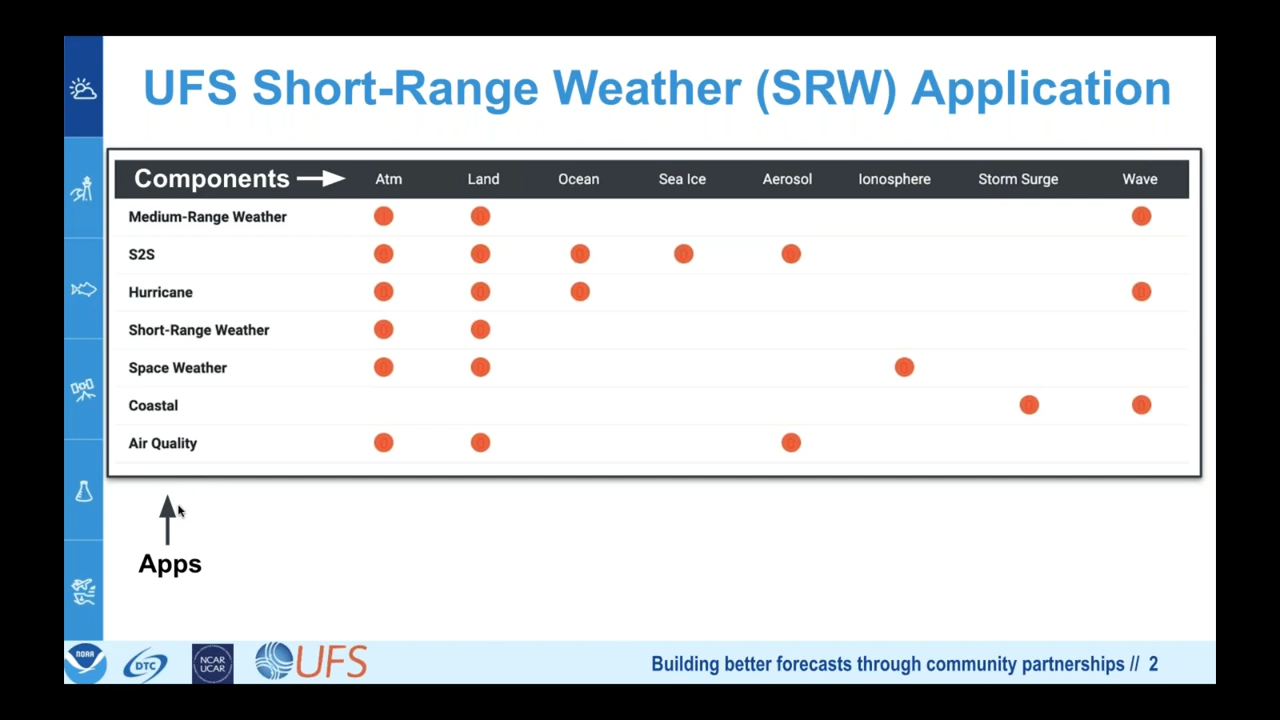 UFS Short-Range Weather (SRW) Application
Components Atm Land Ocean Sea Ice Aerosol Ionosphere Storm Surge Wave
Medium-Range Weather
S2S
Hurricane
Short-Range Weather
Space Weather
Coastal
Air Quality
Apps
NOAA DTC NCAR UFS
UCAR
Building better forecasts through community partnerships // 2